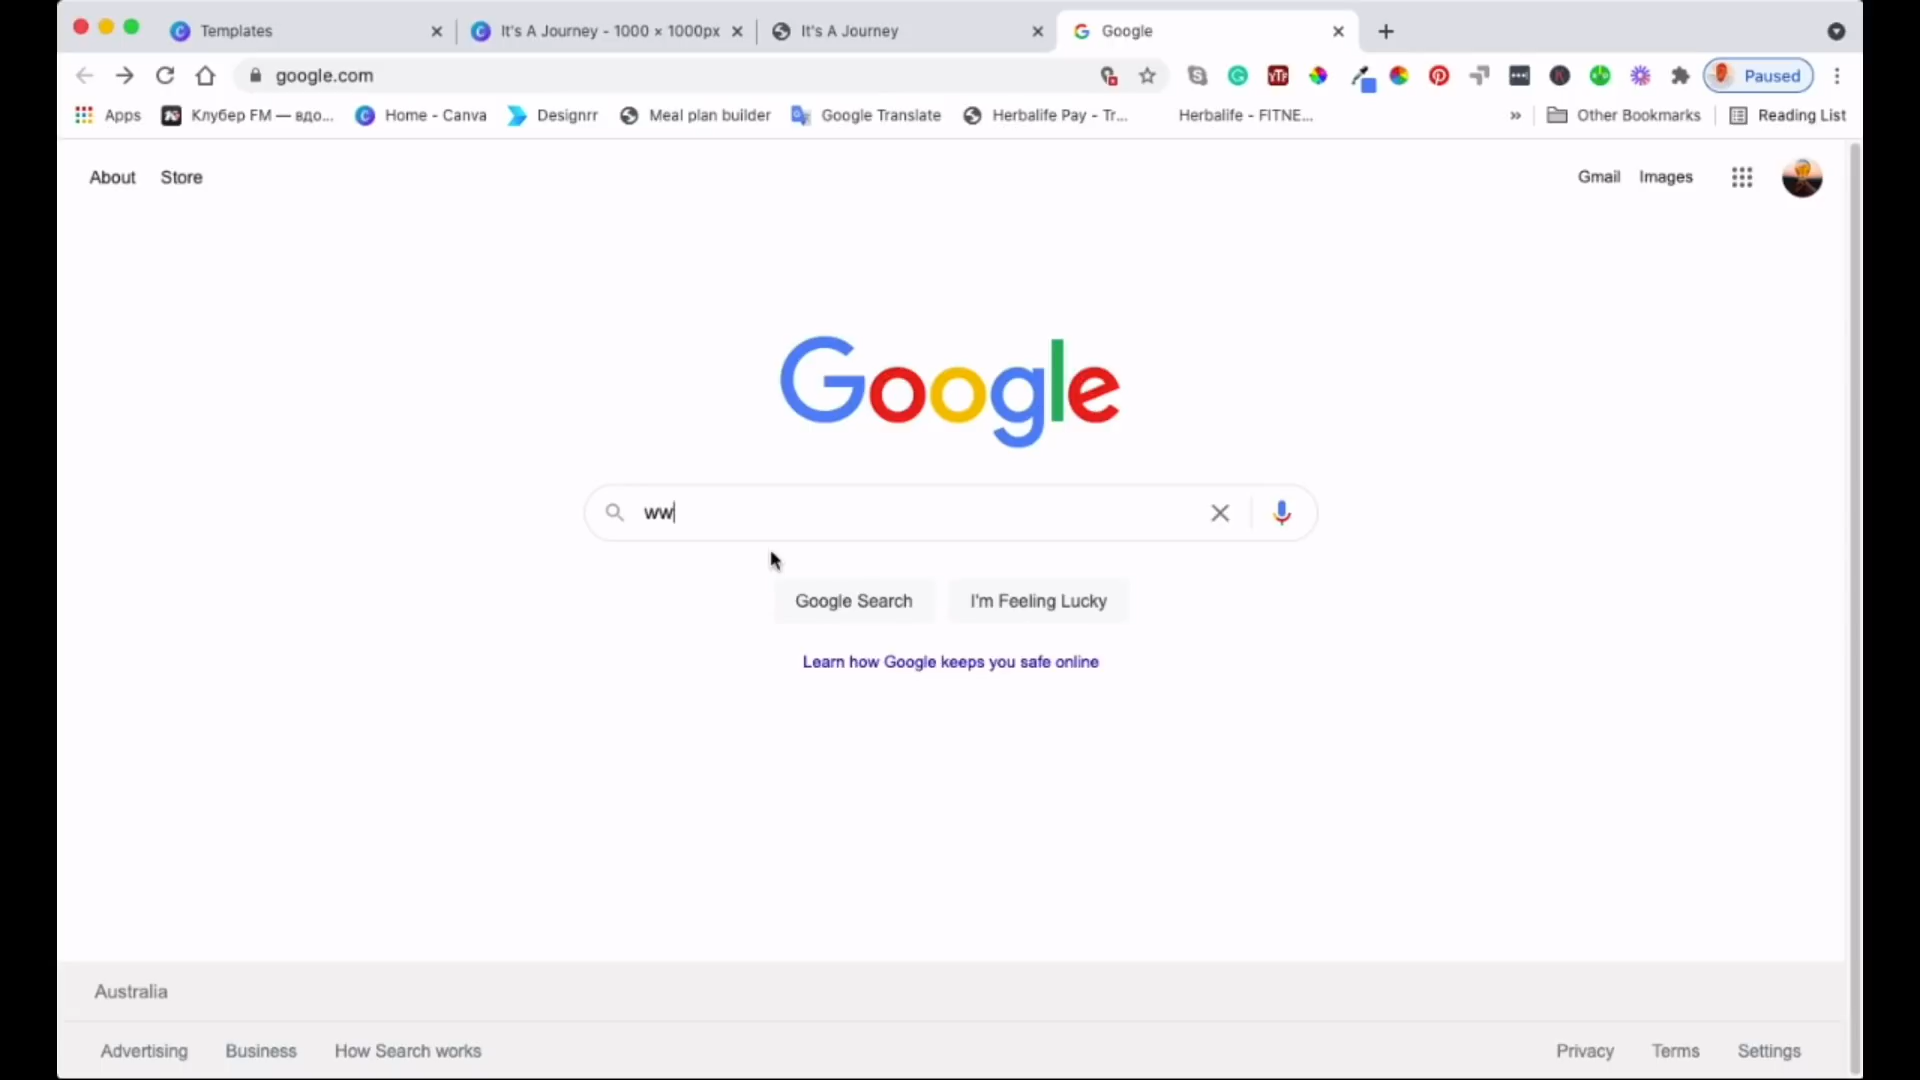 Templates
It's A Journey - 1000 × 1000px
It's A Journey
Google
google.com
Paused
Apps
Клубер FM — вдо...
Home - Canva
Designrr
Meal plan builder
Google Translate
Herbalife Pay - Tr...
Herbalife - FITNE...
»
Other Bookmarks
Reading List
About
Store
Gmail
Images
Google
ww
Google Search
I'm Feeling Lucky
Learn how Google keeps you safe online
Australia
Advertising
Business
How Search works
Privacy
Terms
Settings